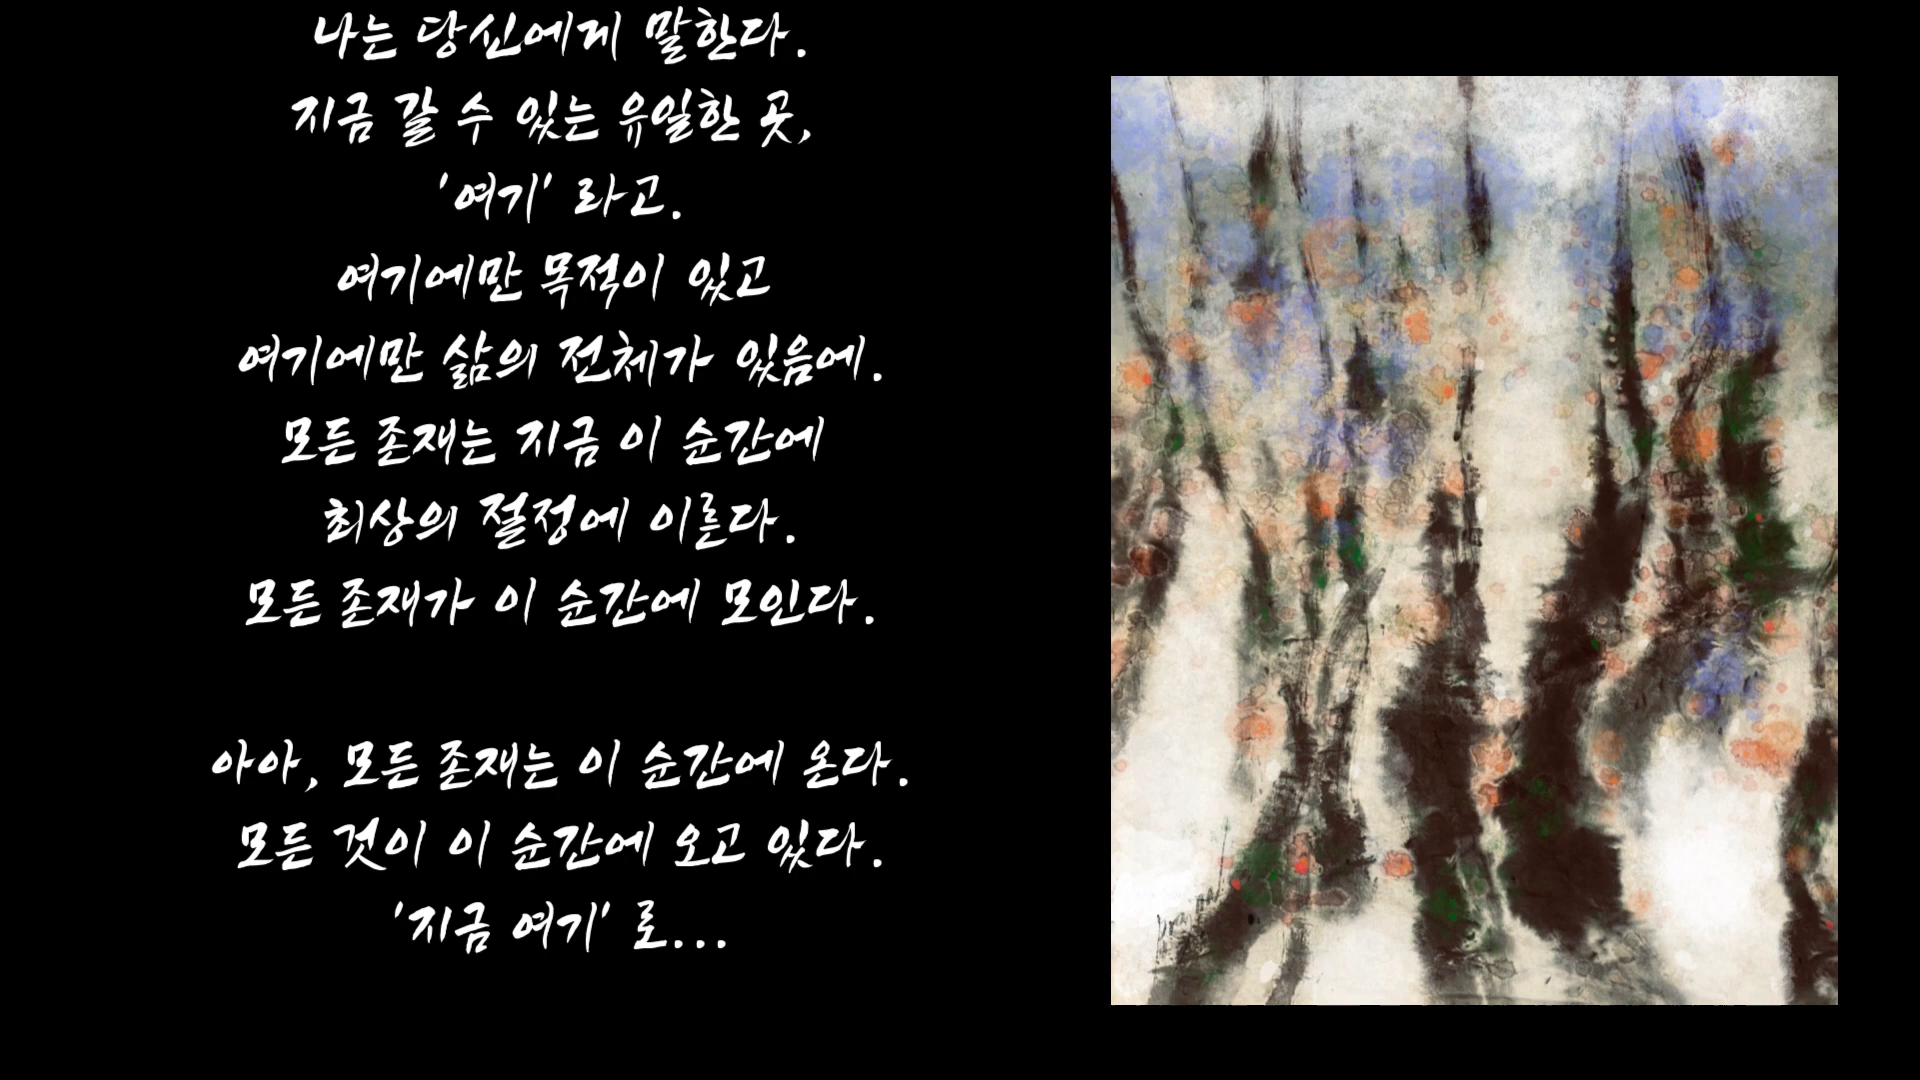 나는 당신에게 말한다.
지금 갈 수 있는 유일한 곳,
'여기' 라고.
여기에만 목적이 있고
여기에만 삶의 전체가 있음에.
모든 존재는 지금 이 순간에
최상의 절정에 이른다.
모든 존재가 이 순간에 모인다.
아아, 모든 존재는 이 순간에 온다.
모든 것이 이 순간에 오고 있다.
'지금 여기' 로...